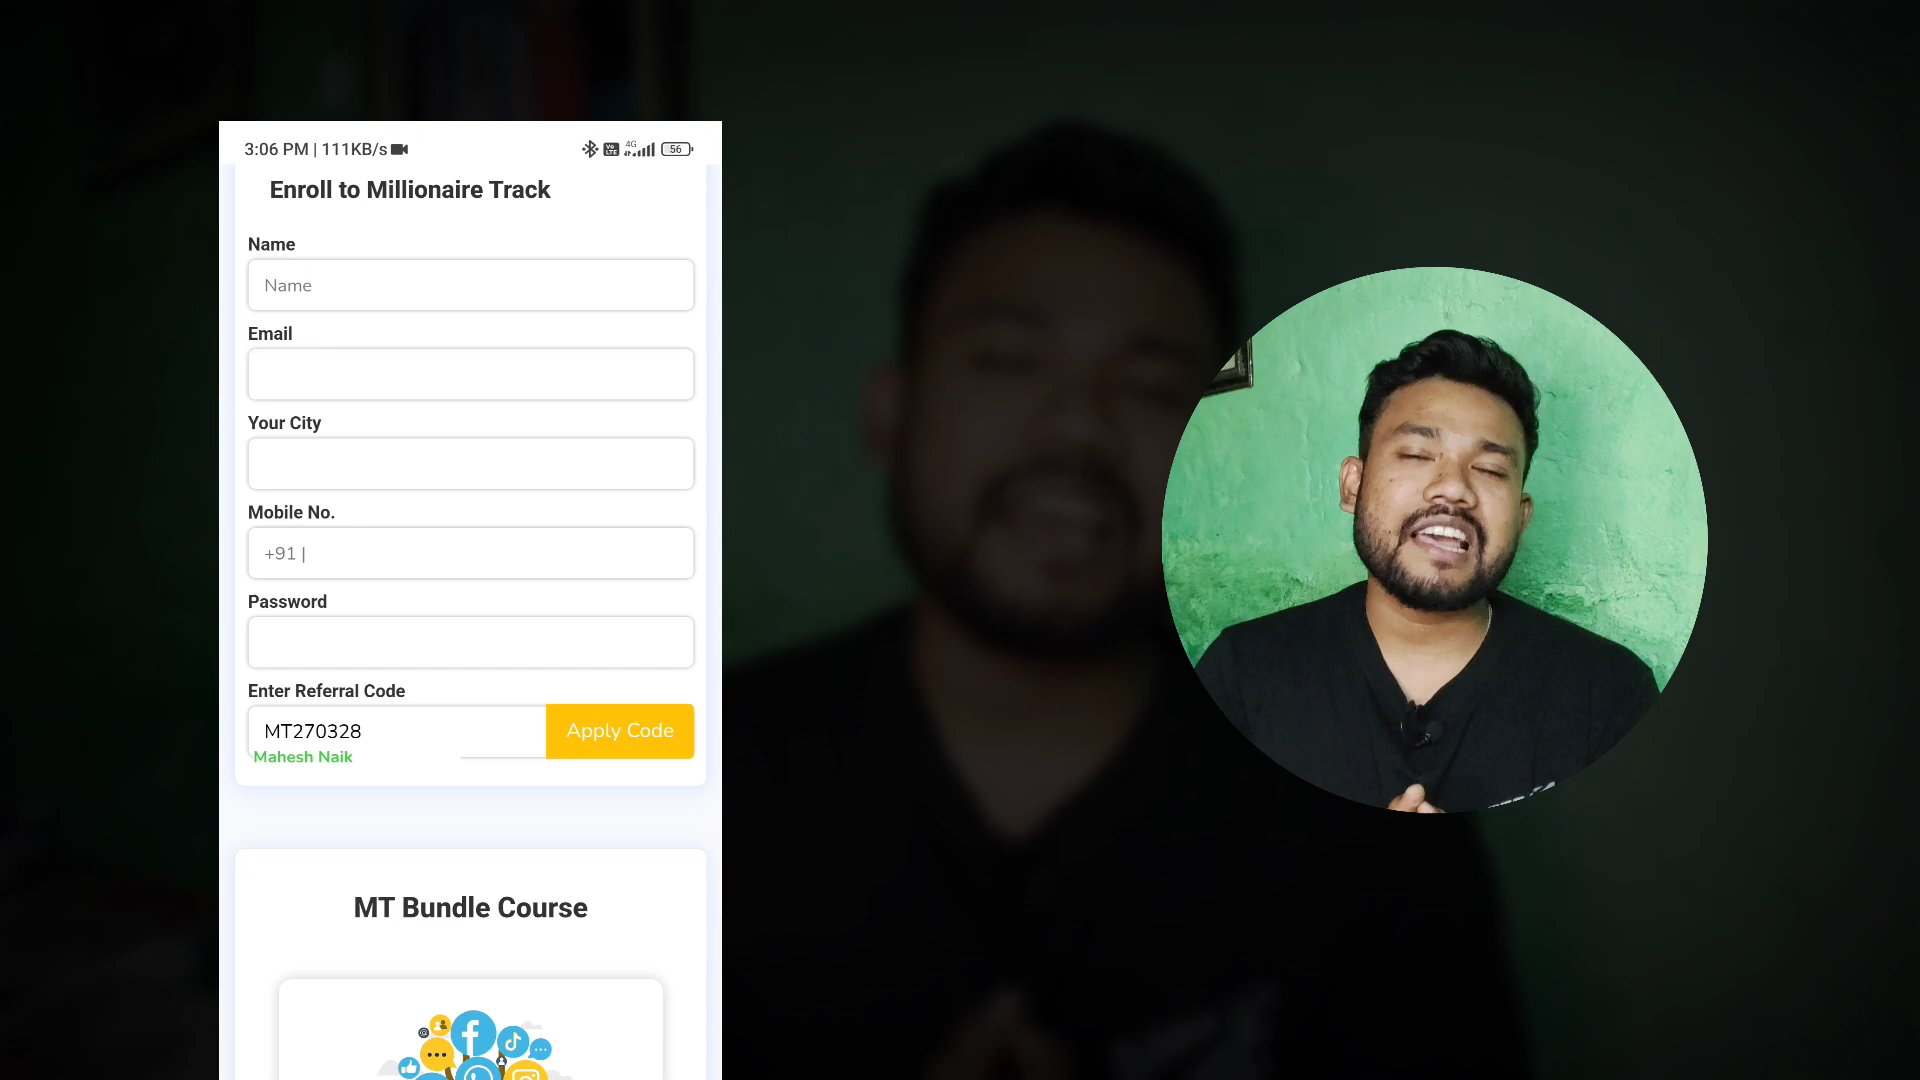 3:06 PM | 111KB/s
4G
56
Enroll to Millionaire Track
Name
Name
Email
Your City
Mobile No.
+91 |
Password
Enter Referral Code
MT270328
Apply Code
Mahesh Naik
MT Bundle Course